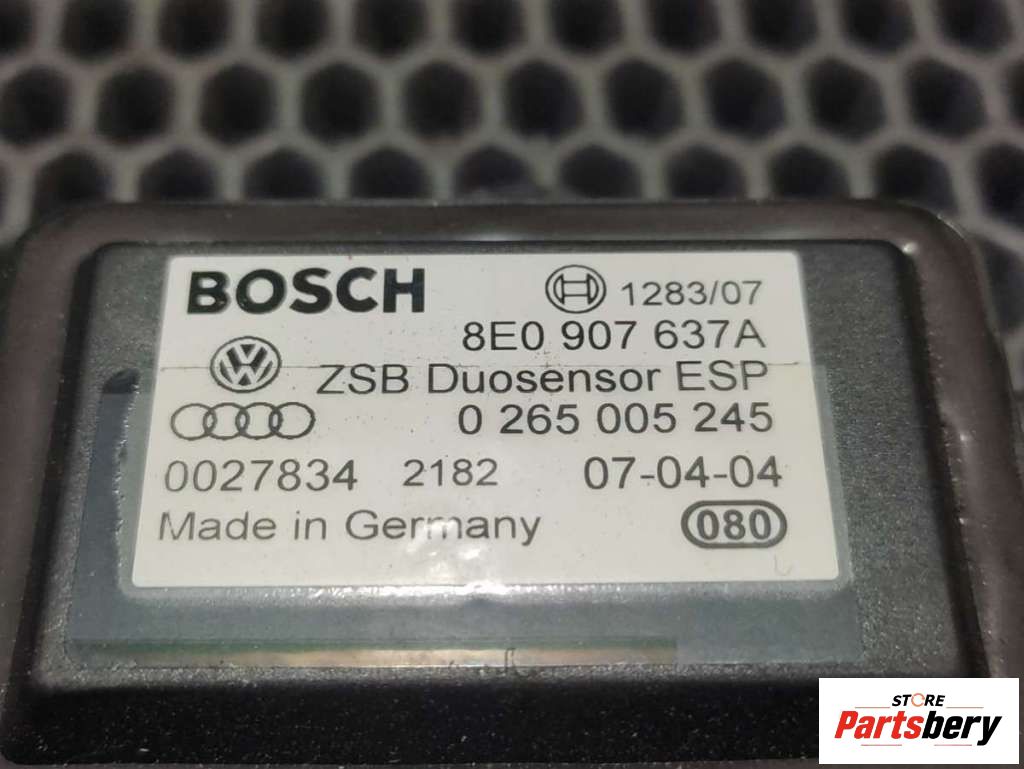 BOSCH
H 1283/07
8E0 907 637A
VW
ZSB Duosensor ESP
0 265 005 245
0027834 2182 07-04-04
Made in Germany 080
STORE
Partsbery